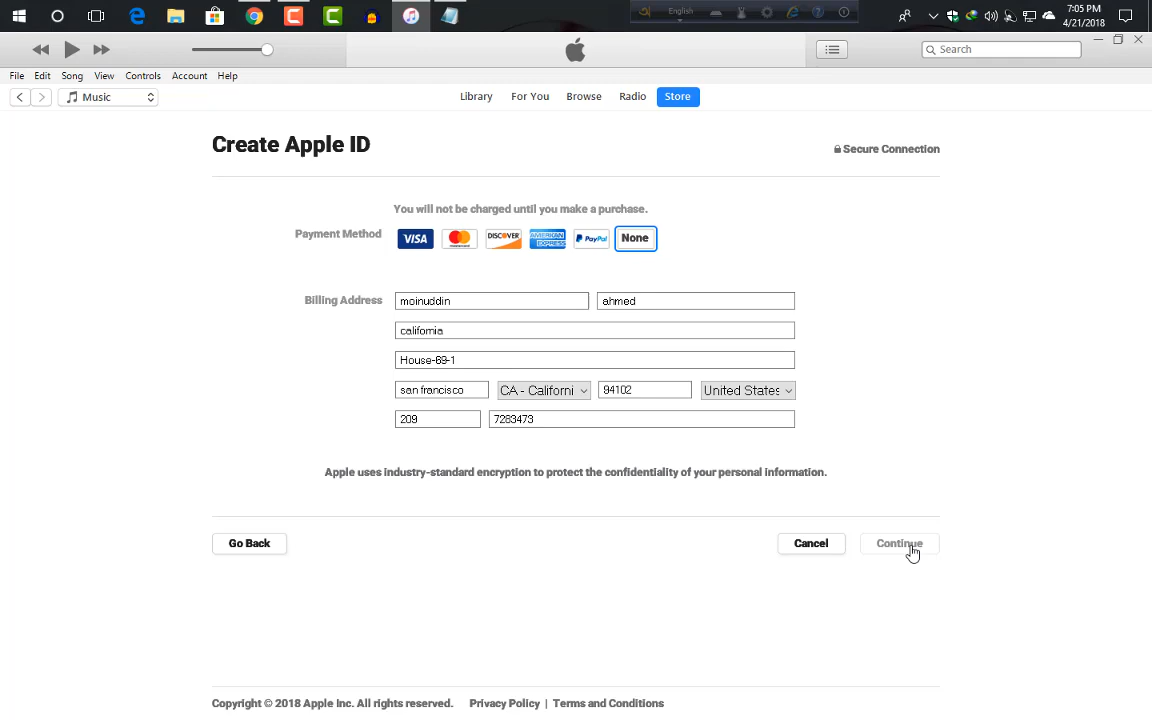 English
7:05 PM
4/21/2018
Search
File Edit Song View Controls Account Help
Music
Library For You Browse Radio Store
Create Apple ID
Secure Connection
You will not be charged until you make a purchase.
Payment Method VISA MasterCard DISCOVER AMERICAN EXPRESS PayPal None
Billing Address moinuddin ahmed
california
House-69-1
san francisco CA - Californi 94102 United States
209 7283473
Apple uses industry-standard encryption to protect the confidentiality of your personal information.
Go Back Cancel Continue
Copyright © 2018 Apple Inc. All rights reserved. Privacy Policy | Terms and Conditions